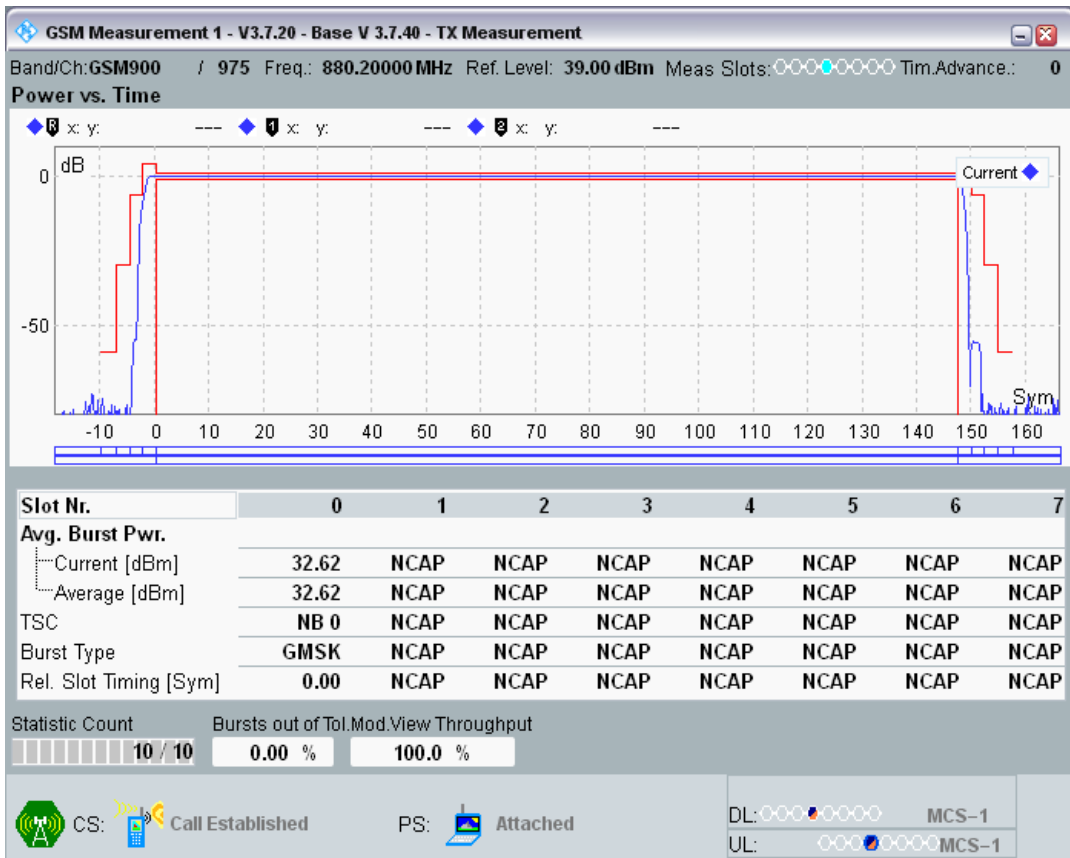 GSM Measurement 1 - V3.7.20 - Base V 3.7.40 - TX Measurement
Band/Ch:GSM900 / 975 Freq.: 880.20000 MHz Ref. Level: 39.00 dBm Meas Slots: Tim.Advance.: 0
Power vs. Time
R x: y: --- 1 x: y: --- 2 x: y: ---
dB
Current
0
-50
Sym
-10 0 10 20 30 40 50 60 70 80 90 100 110 120 130 140 150 160
Slot Nr. 0 1 2 3 4 5 6 7
Avg. Burst Pwr.
Current [dBm] 32.62 NCAP NCAP NCAP NCAP NCAP NCAP NCAP
Average [dBm] 32.62 NCAP NCAP NCAP NCAP NCAP NCAP NCAP
TSC NB 0 NCAP NCAP NCAP NCAP NCAP NCAP NCAP
Burst Type GMSK NCAP NCAP NCAP NCAP NCAP NCAP NCAP
Rel. Slot Timing [Sym] 0.00 NCAP NCAP NCAP NCAP NCAP NCAP NCAP
Statistic Count Bursts out of Tol.Mod.View Throughput
10 / 10 0.00 % 100.0 %
CS: Call Established PS: Attached
DL: MCS-1
UL: MCS-1